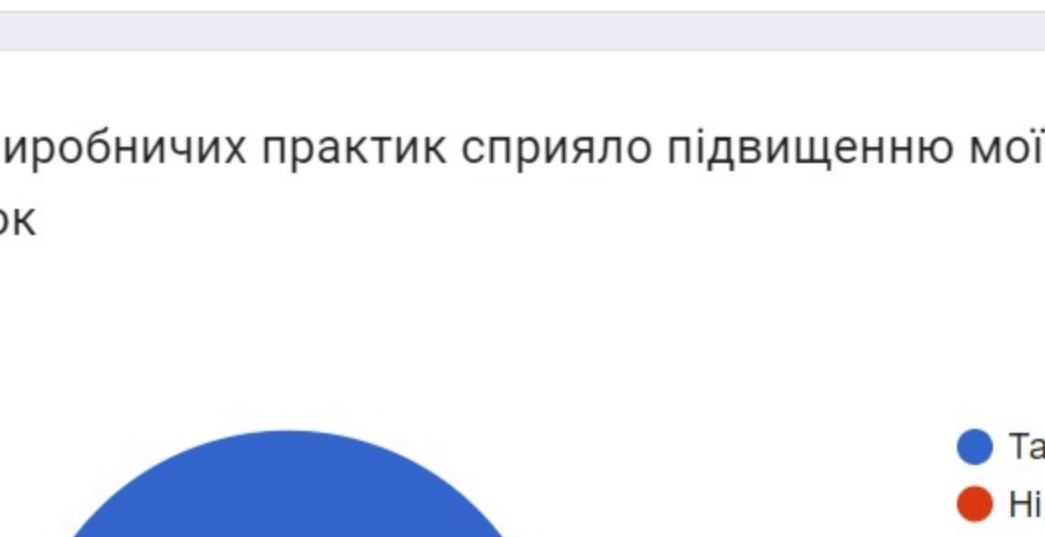 иробничих практик сприяло підвищенню мої
ок
Та
Ні